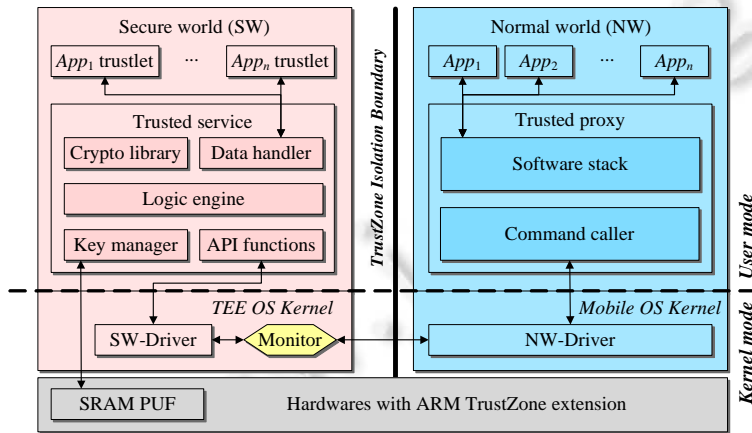 Secure world (SW)
App1 trustlet ... Appn trustlet
Trusted service
Crypto library Data handler
Logic engine
Key manager API functions
TEE OS Kernel
SW-Driver Monitor
TrustZone Isolation Boundary
Normal world (NW)
App1 App2 ... Appn
Trusted proxy
Software stack
Command caller
Mobile OS Kernel
NW-Driver
User mode
Kernel mode
SRAM PUF Hardwares with ARM TrustZone extension